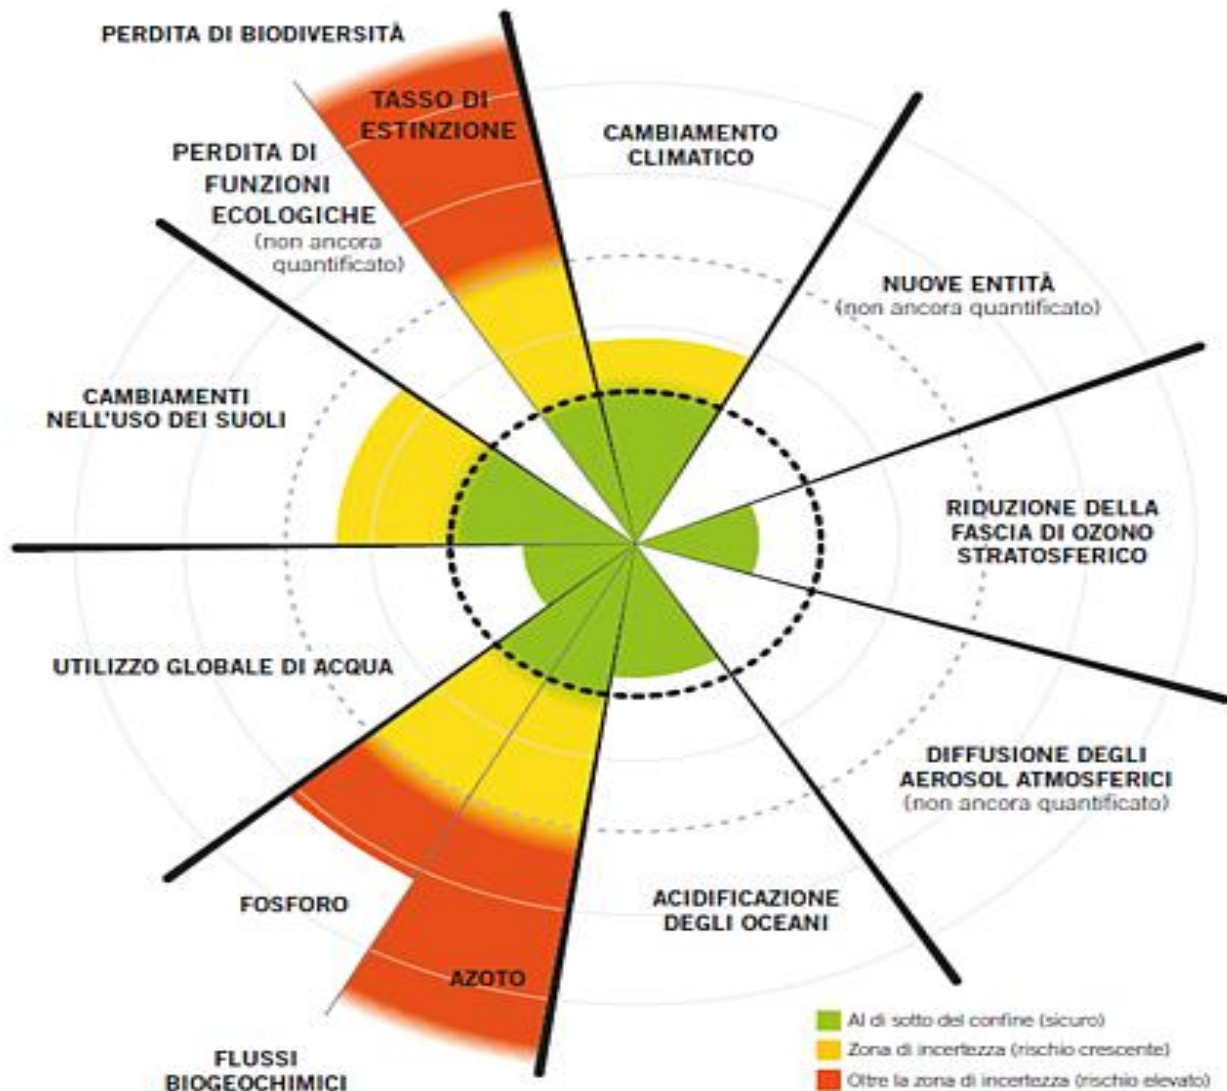 PERDITA DI BIODIVERSITÀ
TASSO DI
ESTINZIONE
PERDITA DI
FUNZIONI
ECOLOGICHE
(non ancora
quantificato)
CAMBIAMENTO
CLIMATICO
NUOVE ENTITÀ
(non ancora quantificato)
CAMBIAMENTI
NELL'USO DEI SUOLI
RIDUZIONE DELLA
FASCIA DI OZONO
STRATOSFERICO
UTILIZZO GLOBALE DI ACQUA
DIFFUSIONE DEGLI
AEROSOL ATMOSFERICI
(non ancora quantificato)
FOSFORO
AZOTO
ACIDIFICAZIONE
DEGLI OCEANI
FLUSSI
BIOGEOCHIMICI
Al di sotto del confine (sicuro)
Zona di incertezza (rischio crescente)
Oltre la zona di incertezza (rischio elevato)